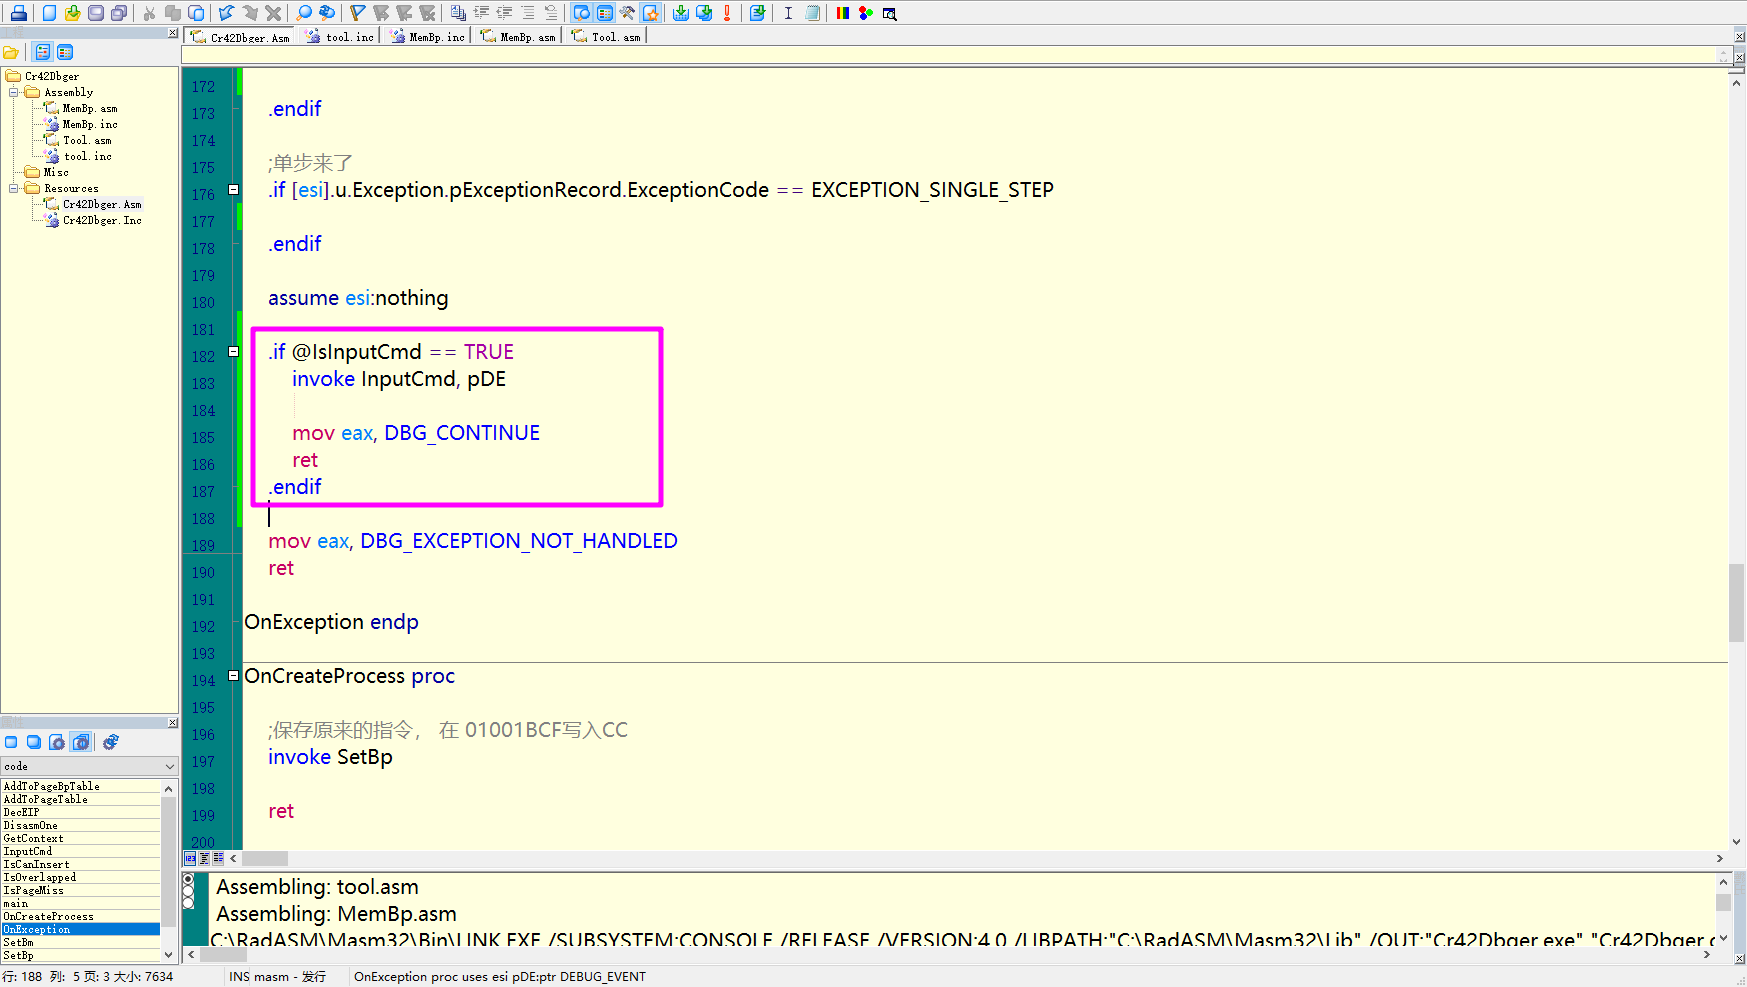 Cr42Dbger.Asm
tool.inc
MemBp.inc
MemBp.asm
Tool.asm
工程
Cr42Dbger
Assembly
MemBp.asm
MemBp.inc
Tool.asm
tool.inc
Misc
Resources
Cr42Dbger.Asm
Cr42Dbger.Inc
属性
code
AddToPageBpTable
AddToPageTable
DecEIP
DisasmOne
GetContext
InputCmd
IsCanInsert
IsOverlapped
IsPageMiss
main
OnCreateProcess
OnException
SetBm
SetBp
172
173 .endif
174
175 ;单步来了
176 .if [esi].u.Exception.pExceptionRecord.ExceptionCode == EXCEPTION_SINGLE_STEP
177
178 .endif
179
180 assume esi:nothing
181
182 .if @IsInputCmd == TRUE
183 invoke InputCmd, pDE
184
185 mov eax, DBG_CONTINUE
186 ret
187 .endif
188
189 mov eax, DBG_EXCEPTION_NOT_HANDLED
190 ret
191
192 OnException endp
193
194 OnCreateProcess proc
195
196 ;保存原来的指令， 在 01001BCF写入CC
197 invoke SetBp
198
199 ret
200
Assembling: tool.asm
Assembling: MemBp.asm
C:\RadASM\Masm32\Bin\LINK.EXE /SUBSYSTEM:CONSOLE /RELEASE /VERSION:4.0 /LIBPATH:"C:\RadASM\Masm32\Lib" /OUT:"Cr42Dbger.exe" "Cr42Dbger.
行: 188 列: 5 页: 3 大小: 7634
INS masm - 发行
OnException proc uses esi pDE:ptr DEBUG_EVENT